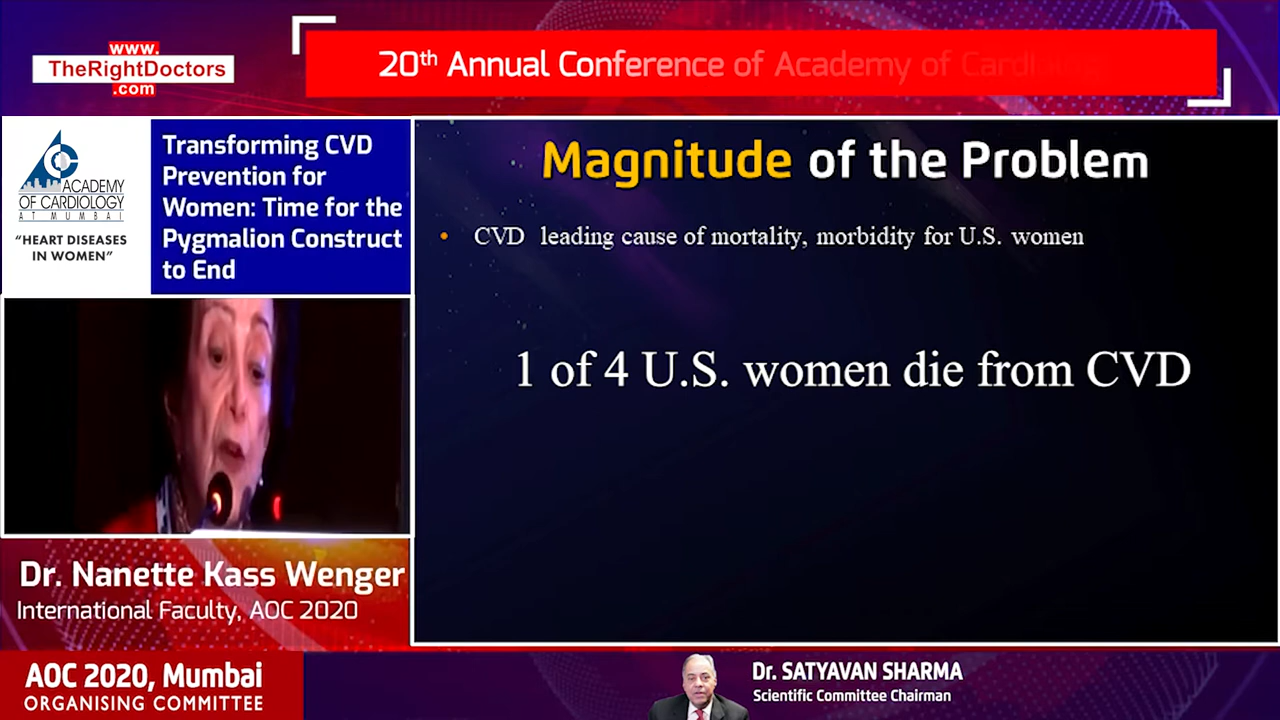 www.
TheRightDoctors
.com
20th Annual Conference of Academy of
ACADEMY
OF CARDIOLOGY
AT MUMBAI
“HEART DISEASES
IN WOMEN”
Transforming CVD
Prevention for
Women: Time for the
Pygmalion Construct
to End
Magnitude of the Problem
• CVD leading cause of mortality, morbidity for U.S. women
1 of 4 U.S. women die from CVD
Dr. Nanette Kass Wenger
International Faculty, AOC 2020
AOC 2020, Mumbai
ORGANISING COMMITTEE
Dr. SATYAVAN SHARMA
Scientific Committee Chairman